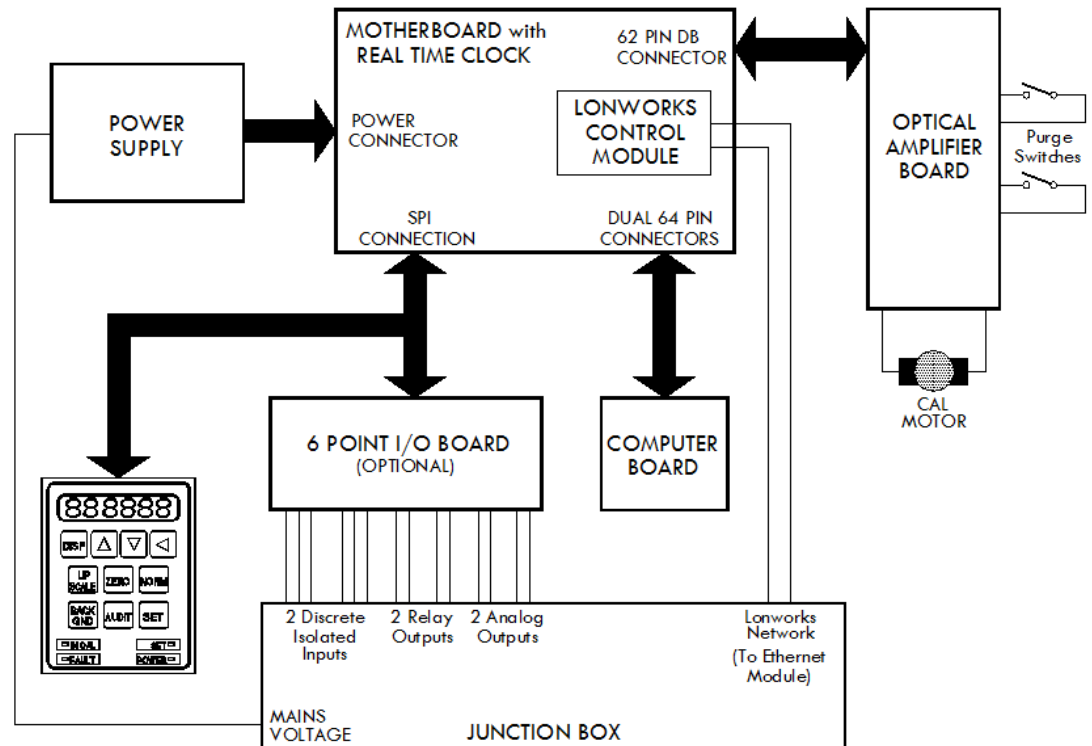 MOTHERBOARD with
REAL TIME CLOCK
62 PIN DB
CONNECTOR
POWER
SUPPLY
POWER
CONNECTOR
LONWORKS
CONTROL
MODULE
OPTICAL
AMPLIFIER
BOARD
Purge
Switches
SPI
CONNECTION
DUAL 64 PIN
CONNECTORS
CAL
MOTOR
6 POINT I/O BOARD
(OPTIONAL)
COMPUTER
BOARD
888888
DISP
UP
SCALE
ZERO
NORM
BACK
GND
AUDIT
SET
SET
FAULT
POWER
2 Discrete
Isolated
Inputs
2 Relay
Outputs
2 Analog
Outputs
Lonworks
Network
(To Ethernet
Module)
MAINS
VOLTAGE
JUNCTION BOX